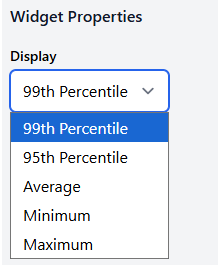 Widget Properties
Display
99th Percentile
99th Percentile
95th Percentile
Average
Minimum
Maximum